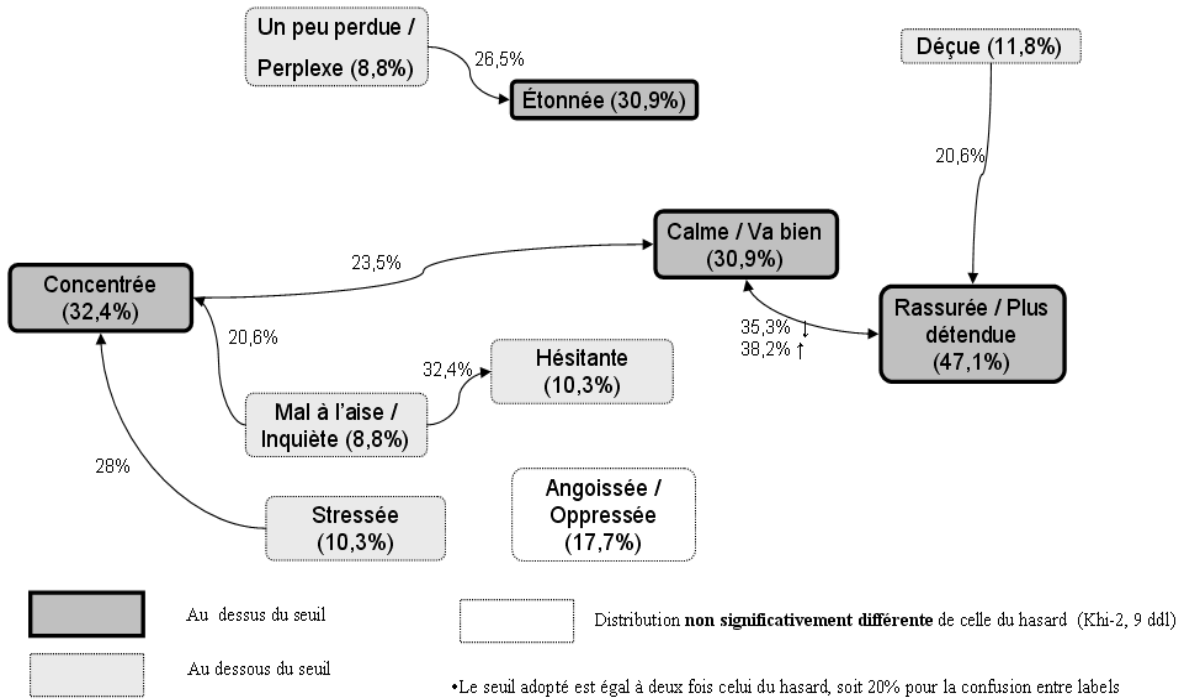 Un peu perdue /
Perplexe (8,8%)
26,5%
Étonnée (30,9%)
Déçue (11,8%)
20,6%
Calme / Va bien
(30,9%)
23,5%
Concentrée
(32,4%)
Rassurée / Plus
détendue
(47,1%)
35,3% ↓
38,2% ↑
20,6%
Hésitante
(10,3%)
32,4%
Mal à l'aise /
Inquiète (8,8%)
28%
Stressée
(10,3%)
Angoissée /
Oppressée
(17,7%)
Au dessus du seuil
Distribution non significativement différente de celle du hasard (Khi-2, 9 ddl)
Au dessous du seuil
•Le seuil adopté est égal à deux fois celui du hasard, soit 20% pour la confusion entre labels